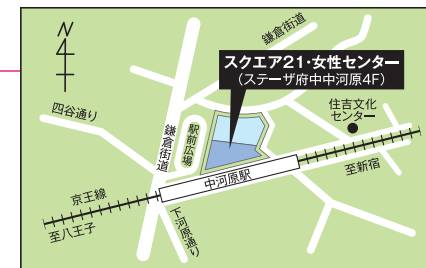 N
鎌倉街道
スクエア21・女性センター
(ステーザ府中中河原4F)
四谷通り
住吉文化
センター
鎌倉街道
駅前広場
中河原駅
至新宿
京王線
至八王子
下河原通り